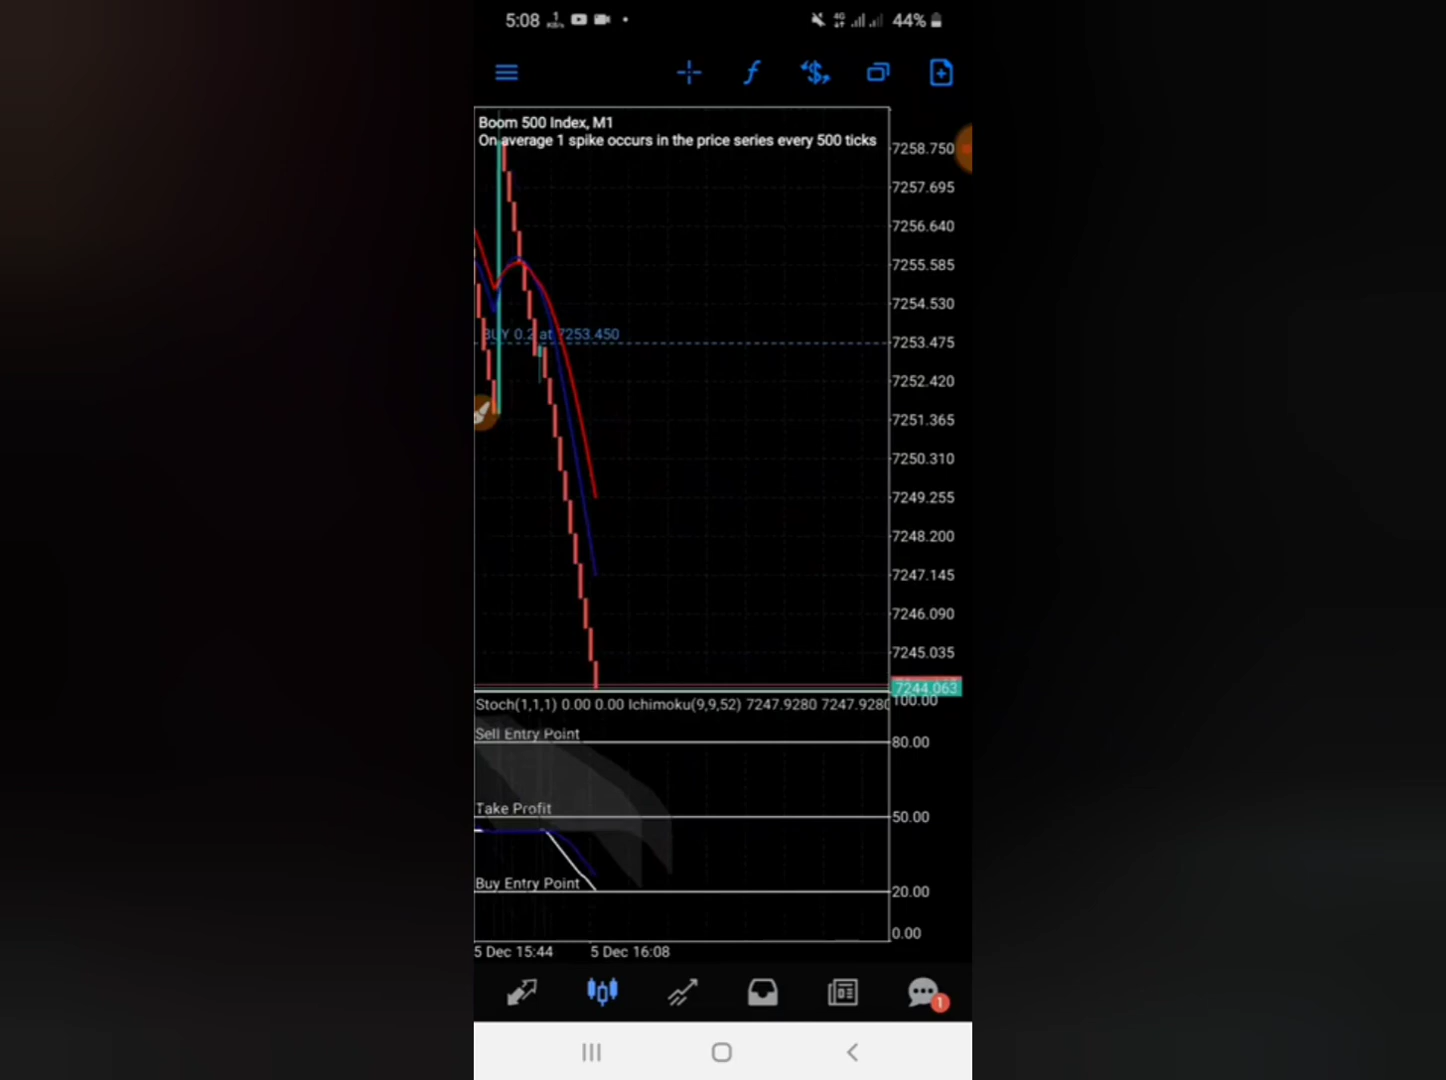 5:08 1 KB/s 4G 44%
Boom 500 Index, M1
On average 1 spike occurs in the price series every 500 ticks
7258.750
7257.695
7256.640
7255.585
7254.530
BUY 0.2 at 7253.450
7253.475
7252.420
7251.365
7250.310
7249.255
7248.200
7247.145
7246.090
7245.035
7244.063
Stoch(1,1,1) 0.00 0.00 Ichimoku(9,9,52) 7247.9280 7247.9280
100.00
Sell Entry Point
80.00
Take Profit
50.00
Buy Entry Point
20.00
0.00
5 Dec 15:44 5 Dec 16:08
1